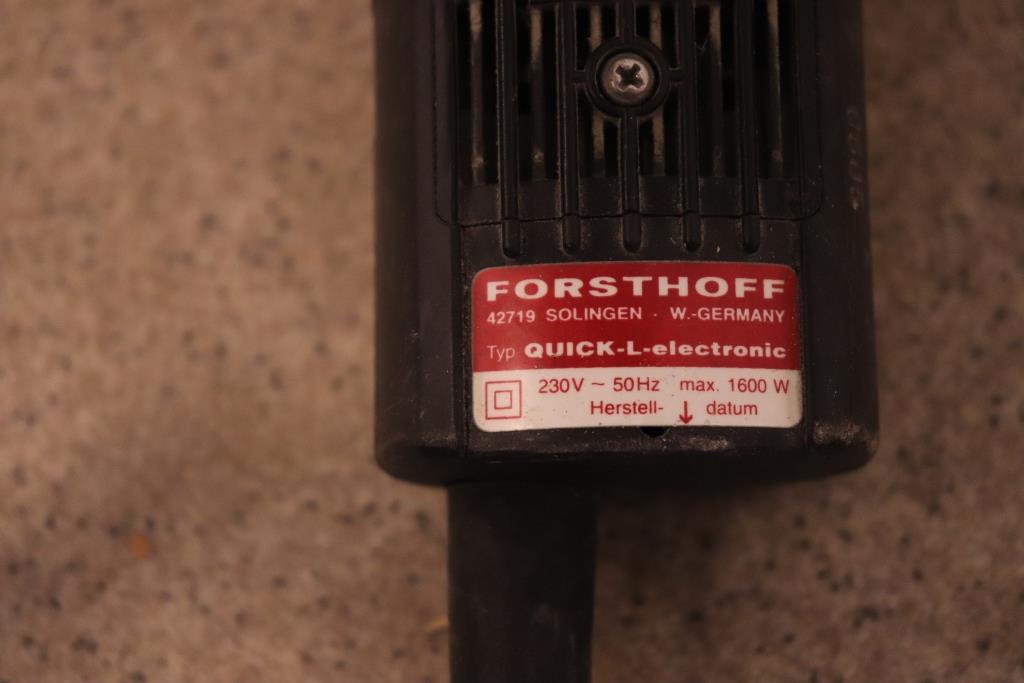 FORSTHOFF
42719 SOLINGEN · W.-GERMANY
Typ QUICK-L-electronic
230V ~ 50Hz max. 1600 W
Herstell- ↓ datum